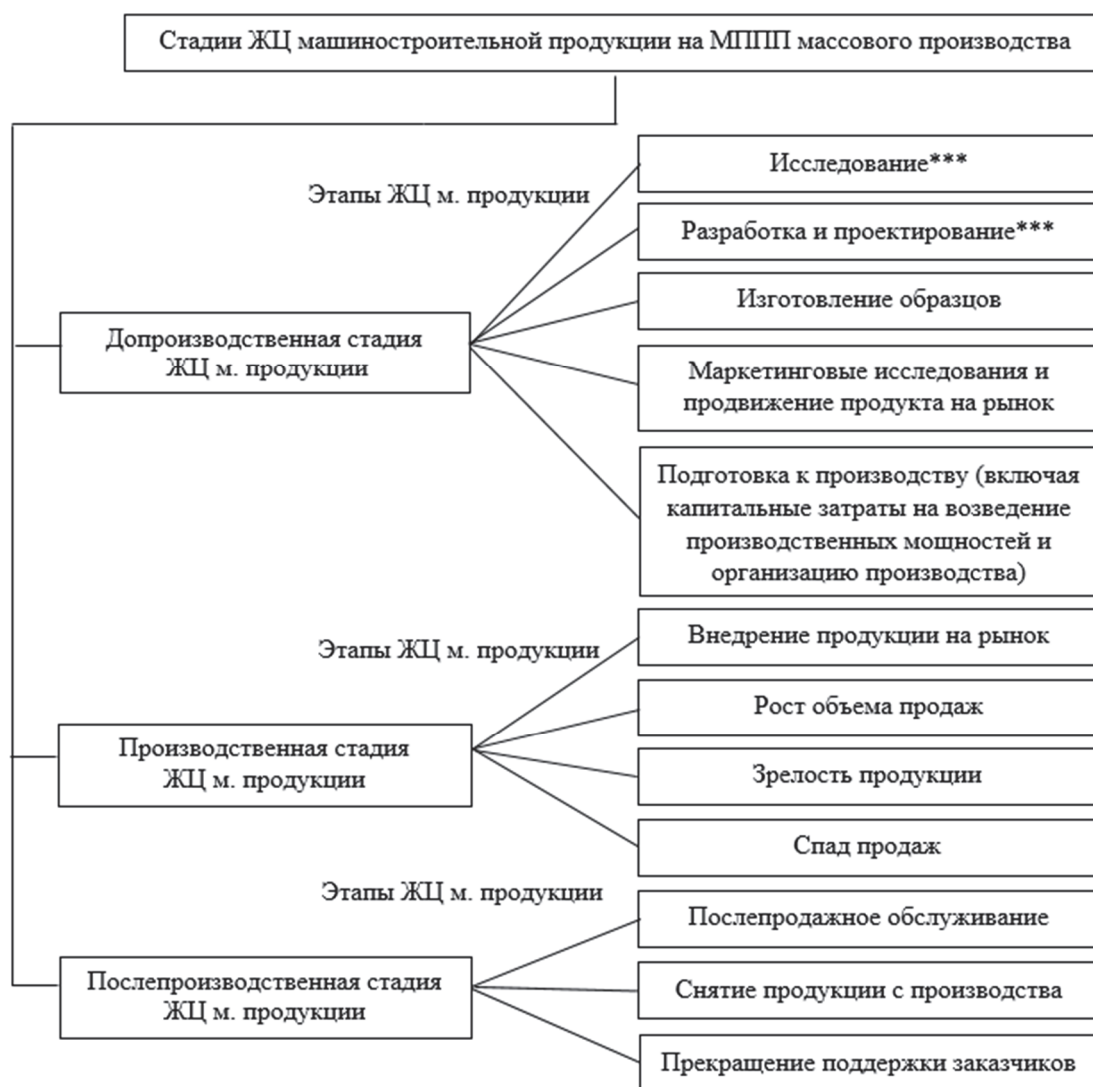 Стадии ЖЦ машиностроительной продукции на МППП массового производства
Этапы ЖЦ м. продукции
Допроизводственная стадия
ЖЦ м. продукции
Исследование***
Разработка и проектирование***
Изготовление образцов
Маркетинговые исследования и
продвижение продукта на рынок
Подготовка к производству (включая
капитальные затраты на возведение
производственных мощностей и
организацию производства)
Этапы ЖЦ м. продукции
Производственная стадия
ЖЦ м. продукции
Внедрение продукции на рынок
Рост объема продаж
Зрелость продукции
Спад продаж
Этапы ЖЦ м. продукции
Послепроизводственная стадия
ЖЦ м. продукции
Послепродажное обслуживание
Снятие продукции с производства
Прекращение поддержки заказчиков